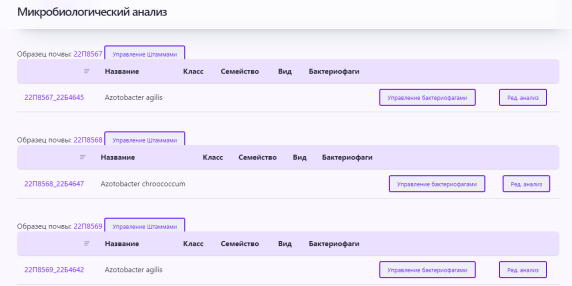 Микробиологический анализ
Образец почвы: 22П8567 Управление Штаммами
Название Класс Семейство Вид Бактериофаги
22П8567_22Б4645 Azotobacter agilis Управление бактериофагами Ред. анализ
Образец почвы: 22П8568 Управление Штаммами
Название Класс Семейство Вид Бактериофаги
22П8568_22Б4647 Azotobacter chroococcum Управление бактериофагами Ред. анализ
Образец почвы: 22П8569 Управление Штаммами
Название Класс Семейство Вид Бактериофаги
22П8569_22Б4642 Azotobacter agilis Управление бактериофагами Ред. анализ